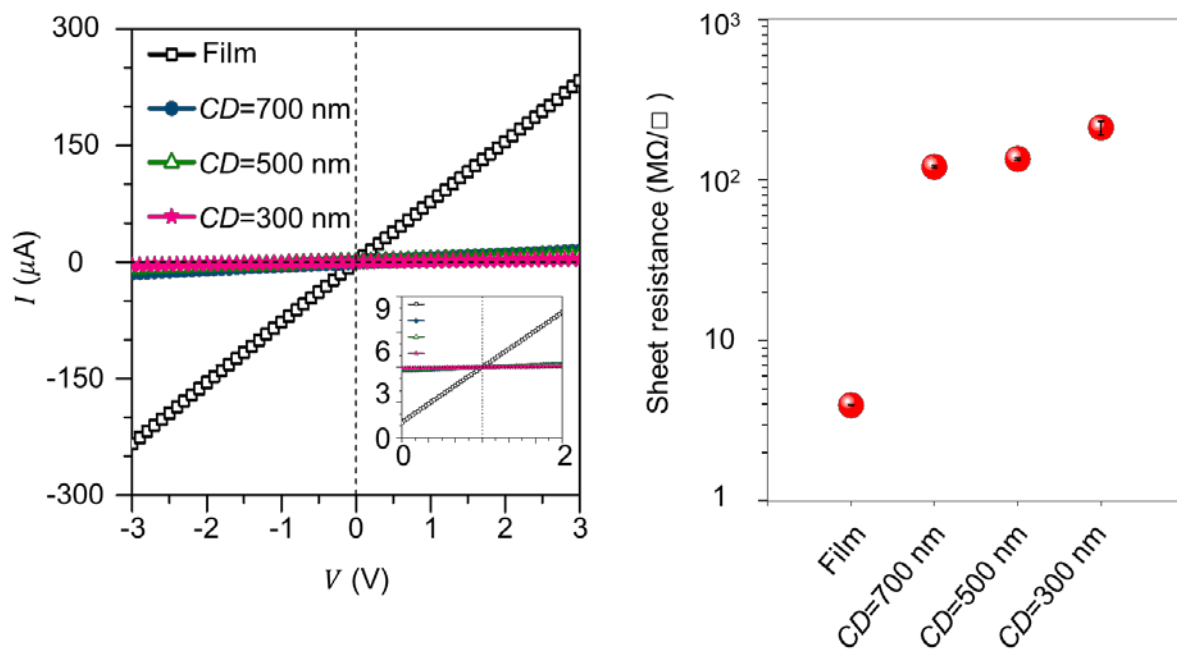 300
150
0
-150
-300
I (μA)
Film
CD=700 nm
CD=500 nm
CD=300 nm
9
6
3
0
0 2
-3 -2 -1 0 1 2 3
V (V)
10³
10²
10
1
Sheet resistance (MΩ/□)
Film
CD=700 nm
CD=500 nm
CD=300 nm